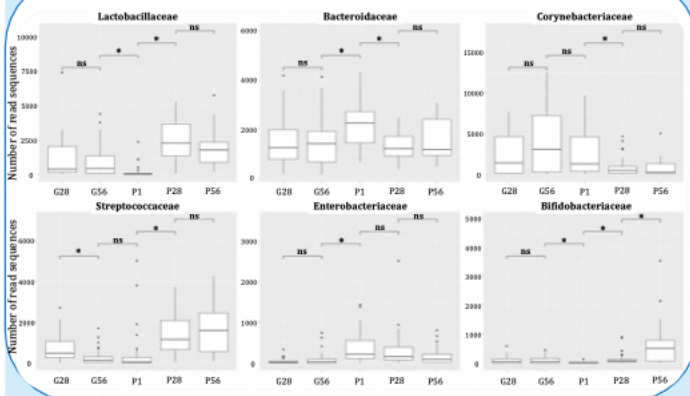 Lactobacillaceae Bacteroidaceae Corynebacteriaceae
Number of read sequences
10000 7500 5000 2500 0
6000 4000 2000 0
15000 10000 5000 0
ns * * ns
ns * * ns
ns ns * ns
G28 G56 P1 P28 P56 G28 G56 P1 P28 P56 G28 G56 P1 P28 P56
Streptococcaceae Enterobacteriaceae Bifidobacteriaceae
Number of read sequences
6000 4000 2000 0
3000 2000 1000 0
5000 4000 3000 2000 1000 0
* ns * ns
ns * ns ns
ns * * *
G28 G56 P1 P28 P56 G28 G56 P1 P28 P56 G28 G56 P1 P28 P56